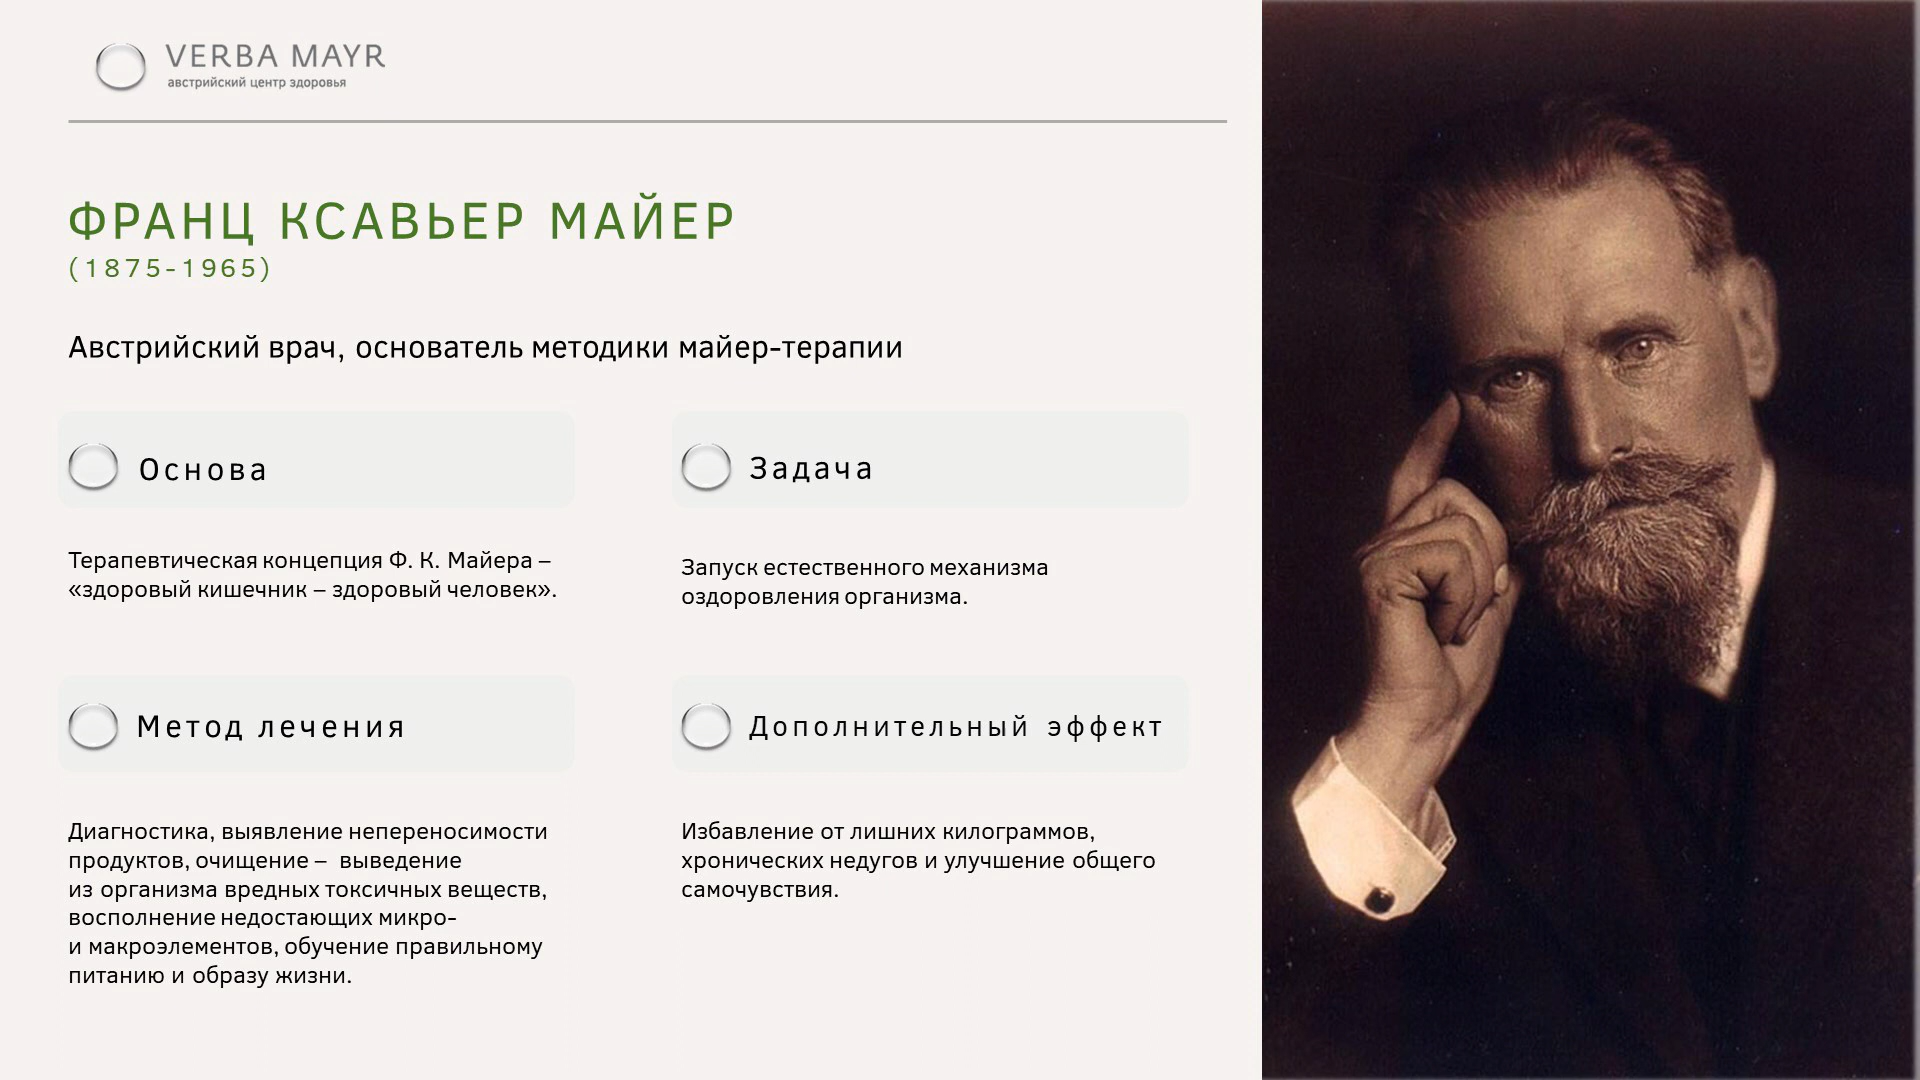 VERBA MAYR
австрийский центр здоровья
ФРАНЦ КСАВЬЕР МАЙЕР
(1875-1965)
Австрийский врач, основатель методики майер-терапии
Основа
Терапевтическая концепция Ф. К. Майера –
«здоровый кишечник – здоровый человек».
Задача
Запуск естественного механизма
оздоровления организма.
Метод лечения
Диагностика, выявление непереносимости
продуктов, очищение – выведение
из организма вредных токсичных веществ,
восполнение недостающих микро-
и макроэлементов, обучение правильному
питанию и образу жизни.
Дополнительный эффект
Избавление от лишних килограммов,
хронических недугов и улучшение общего
самочувствия.